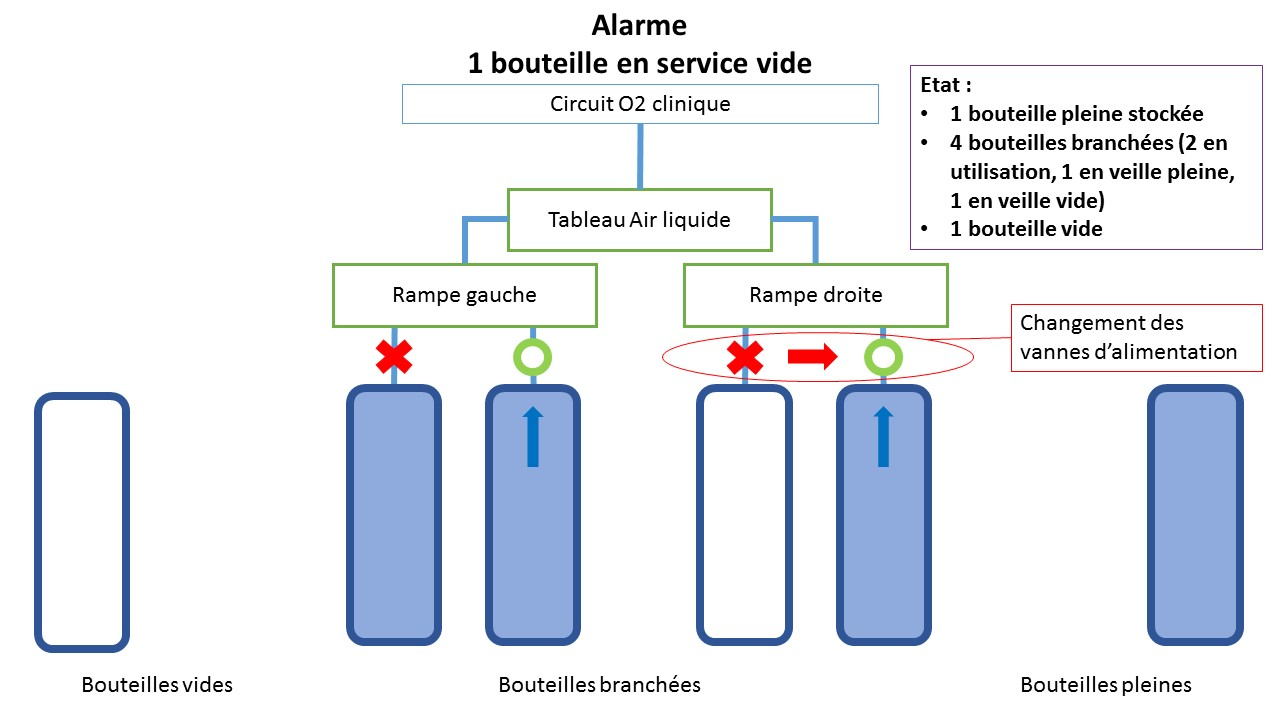 Alarme
1 bouteille en service vide
Circuit O2 clinique
Etat :
• 1 bouteille pleine stockée
• 4 bouteilles branchées (2 en
utilisation, 1 en veille pleine,
1 en veille vide)
• 1 bouteille vide
Tableau Air liquide
Rampe gauche
Rampe droite
Changement des
vannes d’alimentation
Bouteilles vides
Bouteilles branchées
Bouteilles pleines